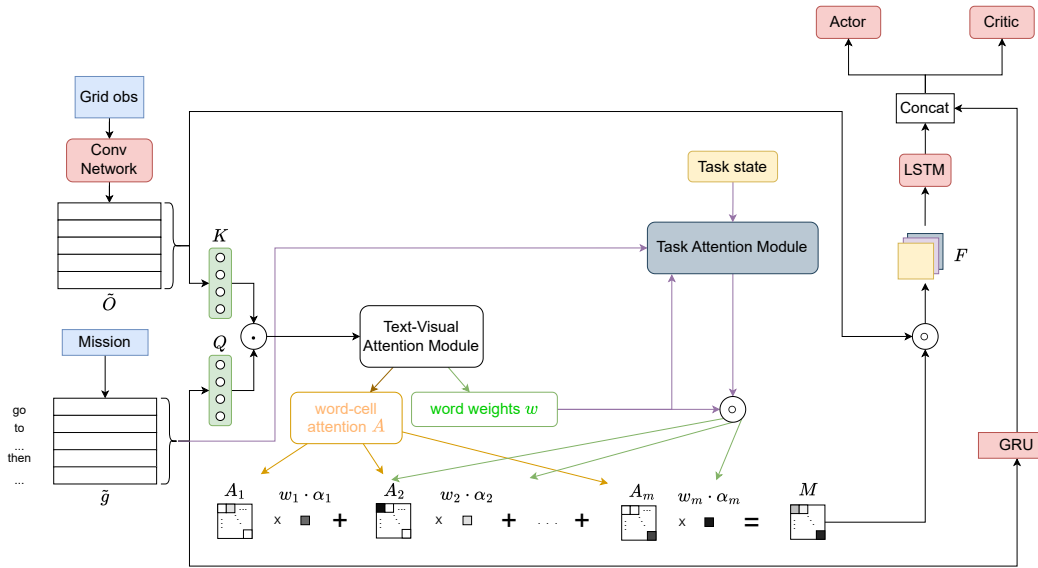 Actor
Critic
Grid obs
Concat
Conv
Network
Task state
LSTM
K
Task Attention Module
F
Õ
Text-Visual
Attention Module
Mission
Q
go
to
...
then
...
word-cell
attention A
word weights w
GRU
g̃
A₁
w₁ · α₁
A₂
w₂ · α₂
Aₘ
wₘ · αₘ
M
x + x + . . . + x =